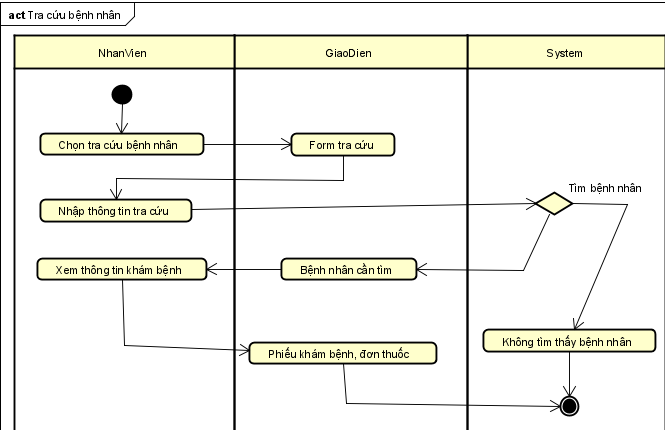 act Tra cứu bệnh nhân
NhanVien
GiaoDien
System
Chọn tra cứu bệnh nhân
Form tra cứu
Tìm bệnh nhân
Nhập thông tin tra cứu
Xem thông tin khám bệnh
Bệnh nhân cần tìm
Không tìm thấy bệnh nhân
Phiếu khám bệnh, đơn thuốc